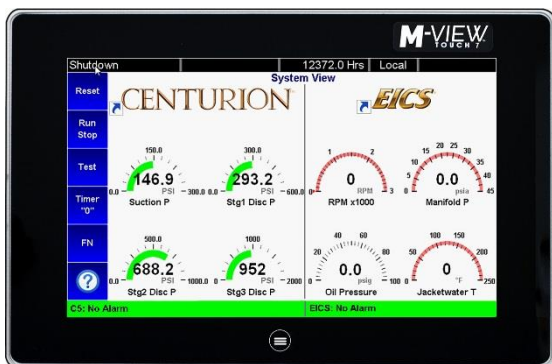 M-VIEW
TOUCH 7
Shutdown 12372.0 Hrs Local
System View
Reset
Run
Stop
Test
Timer
"0"
FN
?
CENTURION
EICS
150.0
0.0 146.9 300.0
PSI
Suction P
300.0
0.0 293.2 600.0
PSI
Stg1 Disc P
1 2
0 0 3
RPM
RPM x1000
5 10 15 20 25 30 35 40
0 0.0 45
psia
Manifold P
500.0
0.0 688.2 1000.0
PSI
Stg2 Disc P
1000
0 952 2000
PSI
Stg3 Disc P
20 40 60 80
0 0.0 100
psig
Oil Pressure
50 100 150 200
0 0 250
°F
Jacketwater T
C5: No Alarm
EICS: No Alarm